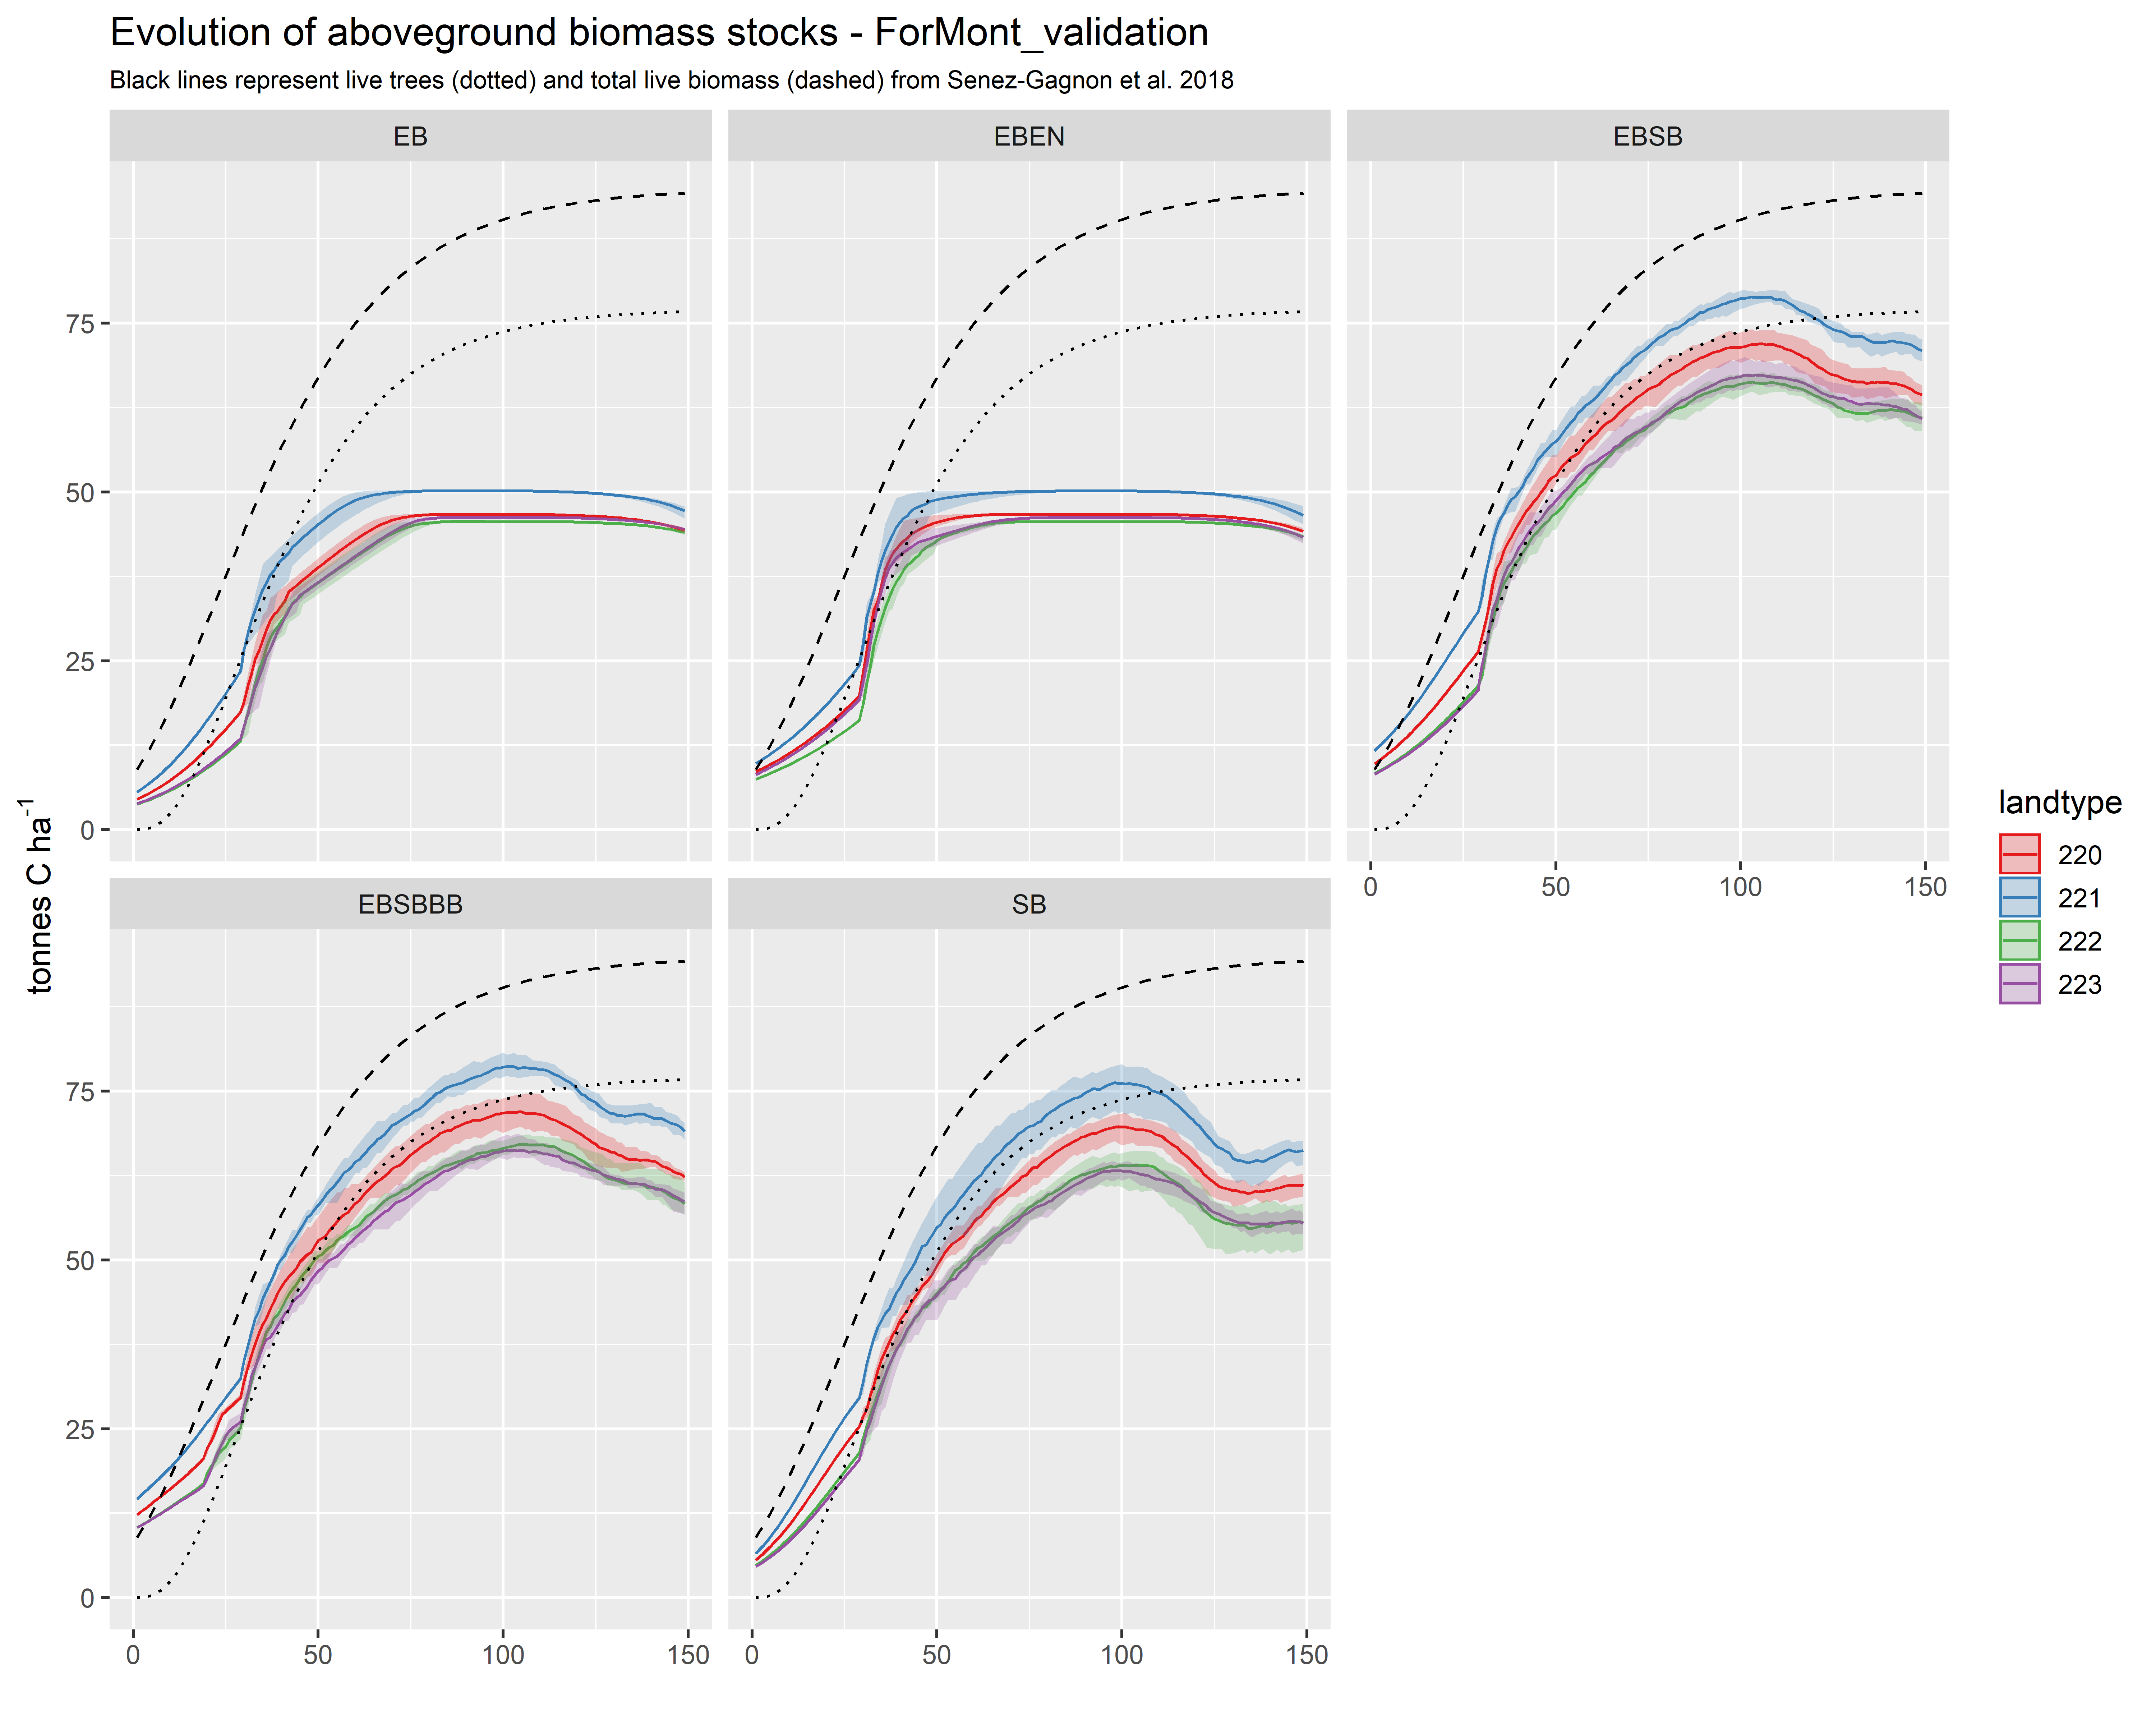 Evolution of aboveground biomass stocks - ForMont_validation
Black lines represent live trees (dotted) and total live biomass (dashed) from Senez-Gagnon et al. 2018
EB
EBEN
EBSB
75
50
25
0
0
50
100
150
EBSBBB
SB
75
50
25
0
0
50
100
150
0
50
100
150
tonnes C ha⁻¹
landtype
220
221
222
223